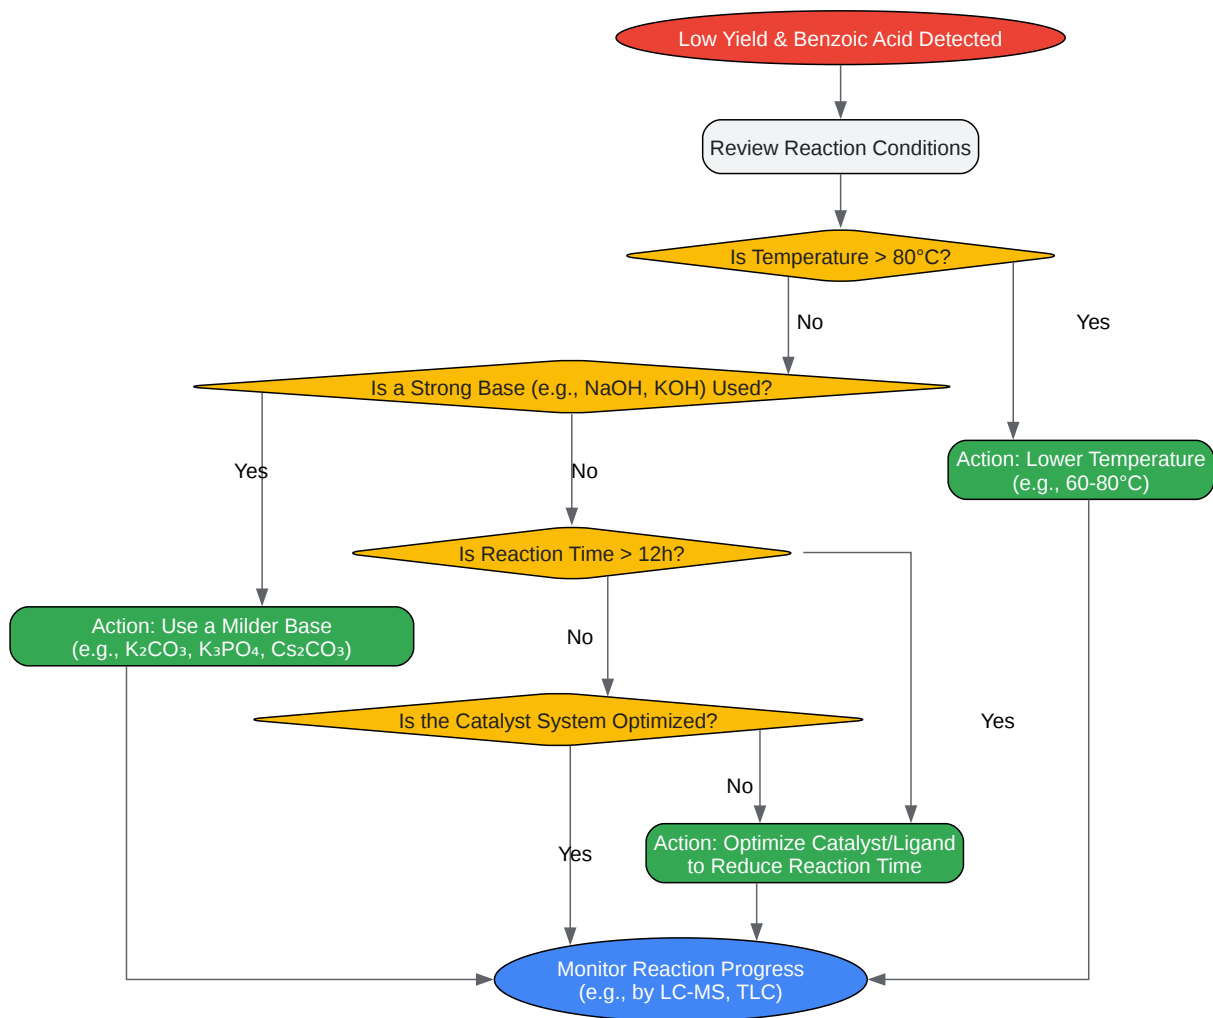 Low Yield & Benzoic Acid Detected
Review Reaction Conditions
Is Temperature > 80°C?
No
Yes
Is a Strong Base (e.g., NaOH, KOH) Used?
Yes
No
Action: Lower Temperature
(e.g., 60-80°C)
Is Reaction Time > 12h?
Action: Use a Milder Base
(e.g., K₂CO₃, K₃PO₄, Cs₂CO₃)
No
Is the Catalyst System Optimized?
Yes
No
Yes
Action: Optimize Catalyst/Ligand
to Reduce Reaction Time
Monitor Reaction Progress
(e.g., by LC-MS, TLC)